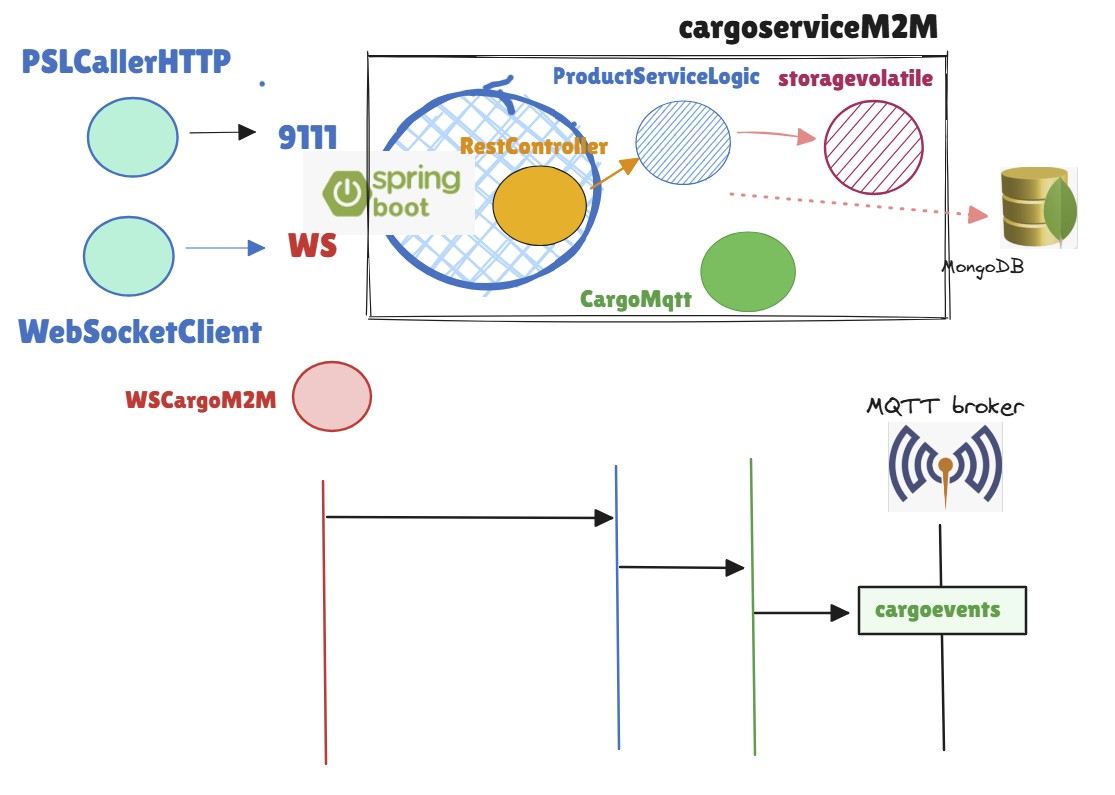 cargoserviceM2M
PSLCallerHTTP
ProductServiceLogic
storagevolatile
9111
RestController
spring
boot
WS
MongoDB
CargoMqtt
WebSocketClient
WSCargoM2M
MQTT broker
cargoevents